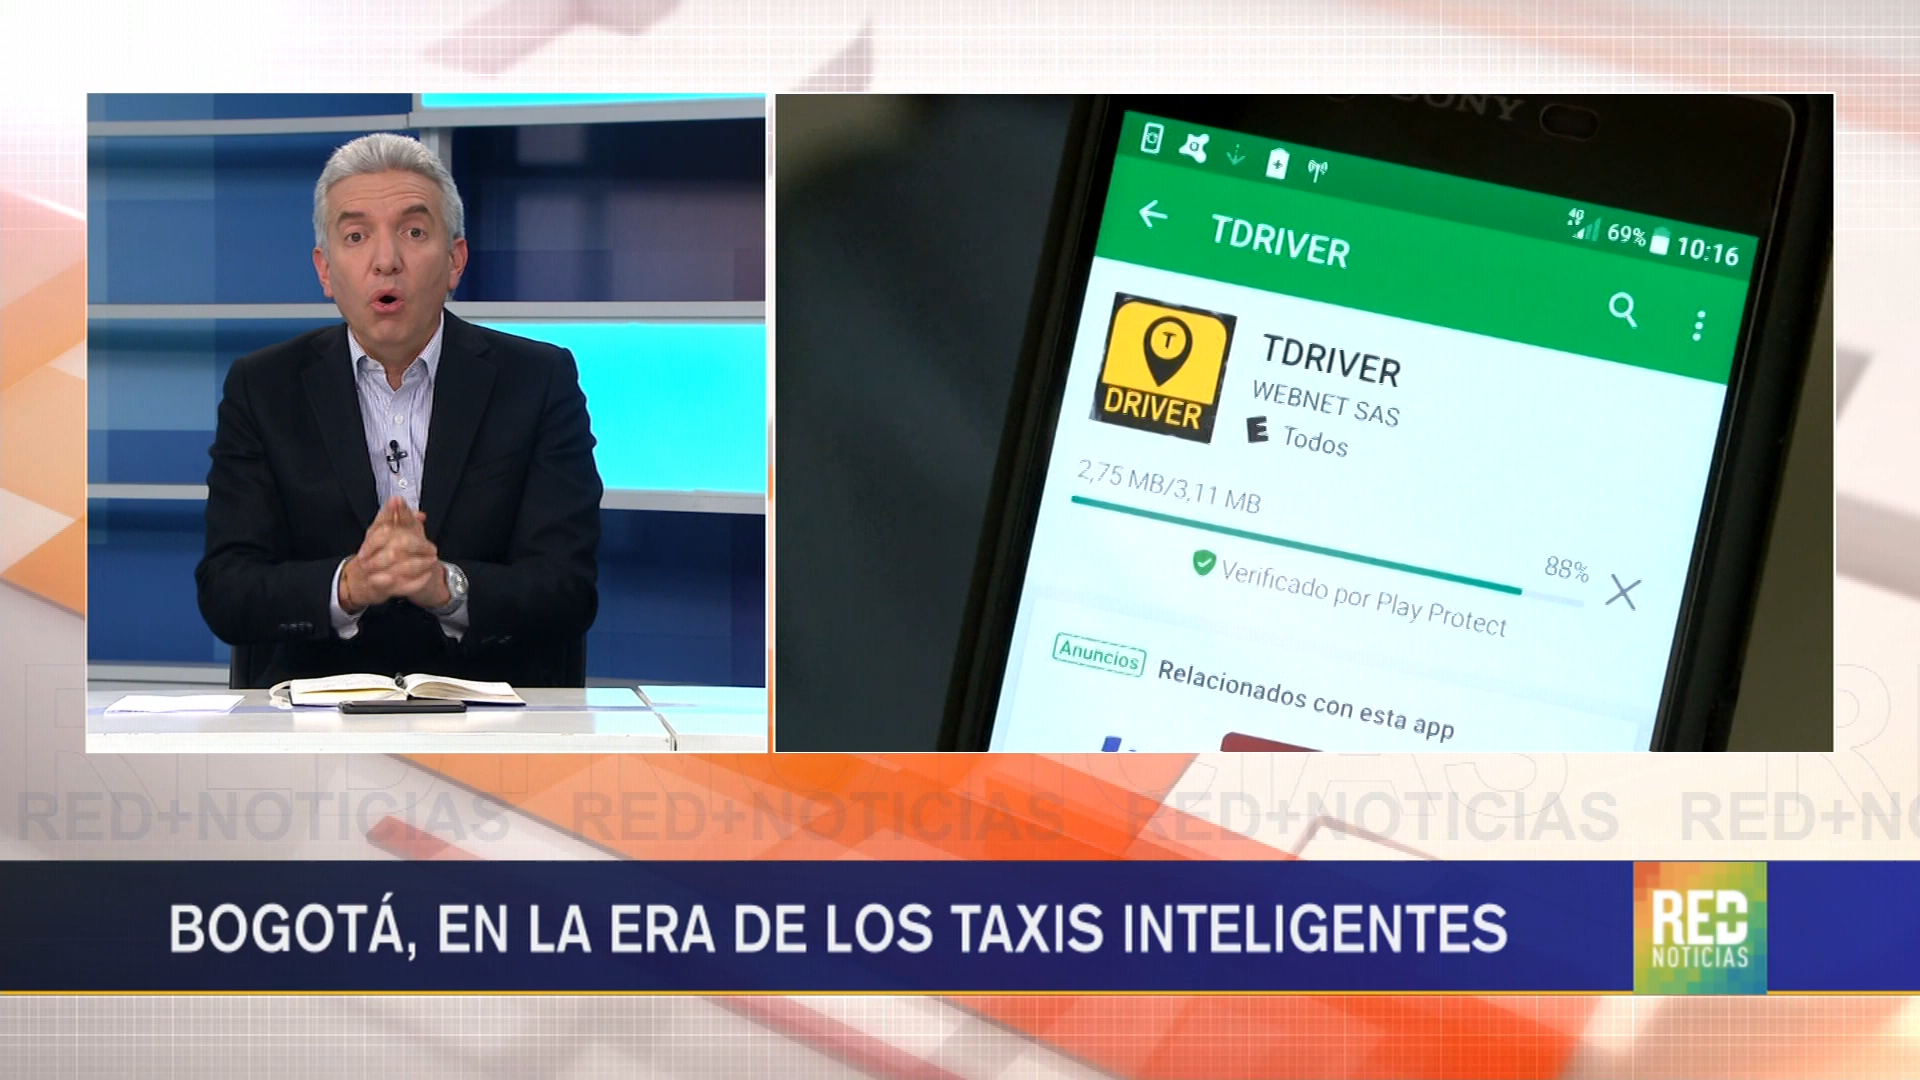 SONY
69% 10:16
TDRIVER
T
DRIVER
TDRIVER
WEBNET SAS
E Todos
2,75 MB/3,11 MB
88%
Verificado por Play Protect
Anuncios Relacionados con esta app
RED+NOTICIAS RED+NOTICIAS RED+NOTICIAS RED+NO
BOGOTÁ, EN LA ERA DE LOS TAXIS INTELIGENTES
RED+
NOTICIAS